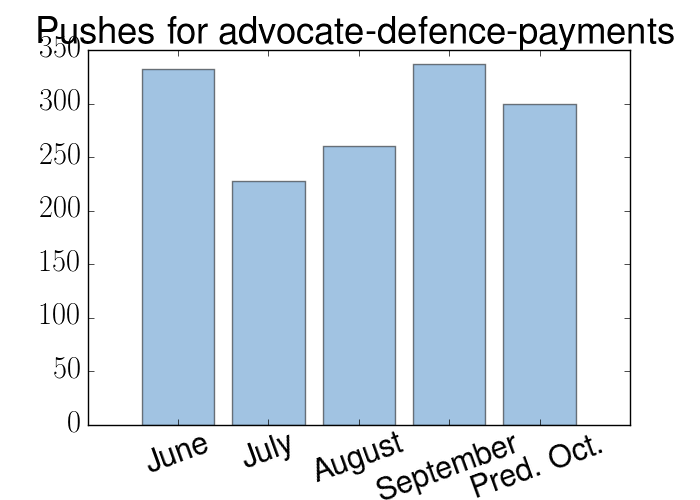 Pushes for advocate-defence-payments
350
300
250
200
150
100
50
0
June
July
August
September
Pred. Oct.